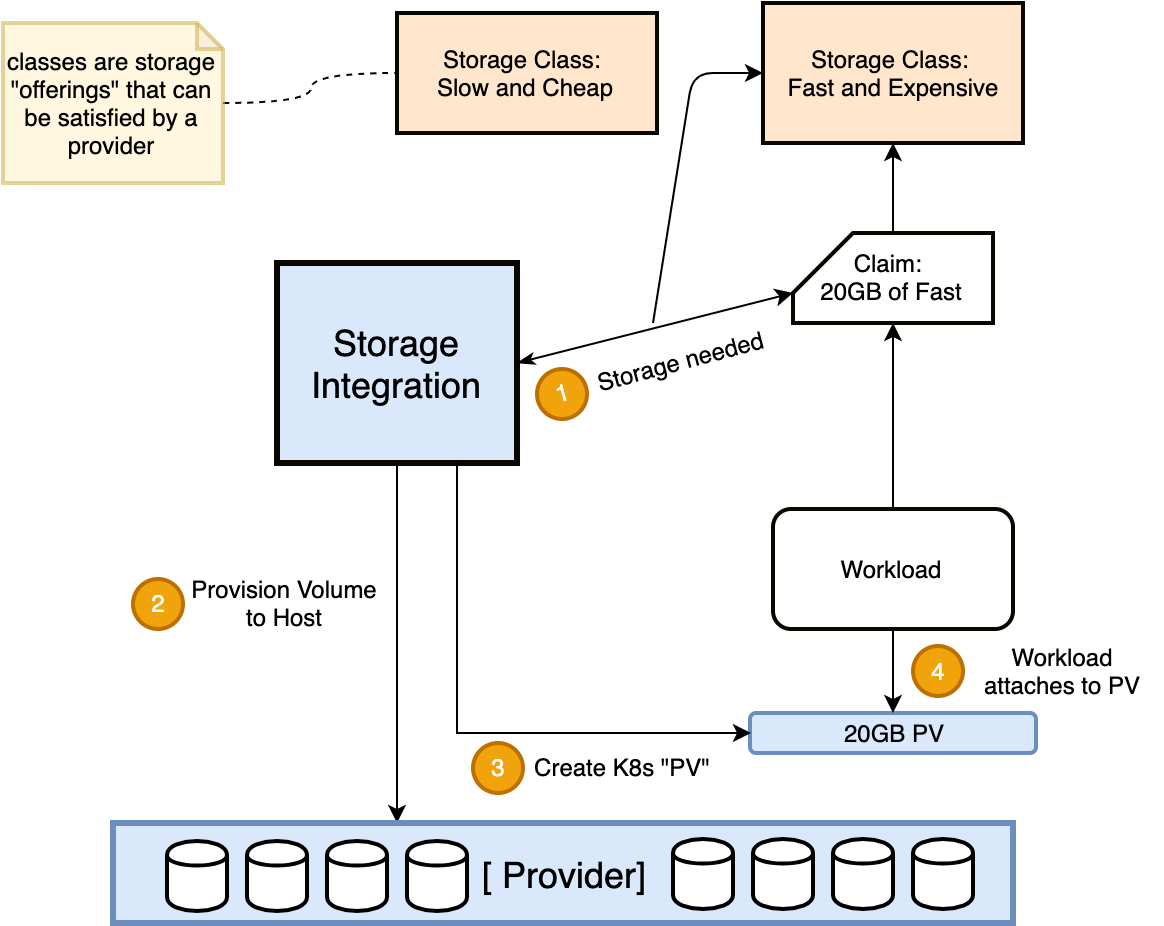 classes are storage
"offerings" that can
be satisfied by a
provider
Storage Class:
Slow and Cheap
Storage Class:
Fast and Expensive
Claim:
20GB of Fast
Storage
Integration
1
Storage needed
Workload
2
Provision Volume
to Host
4
Workload
attaches to PV
20GB PV
3
Create K8s "PV"
[ Provider]